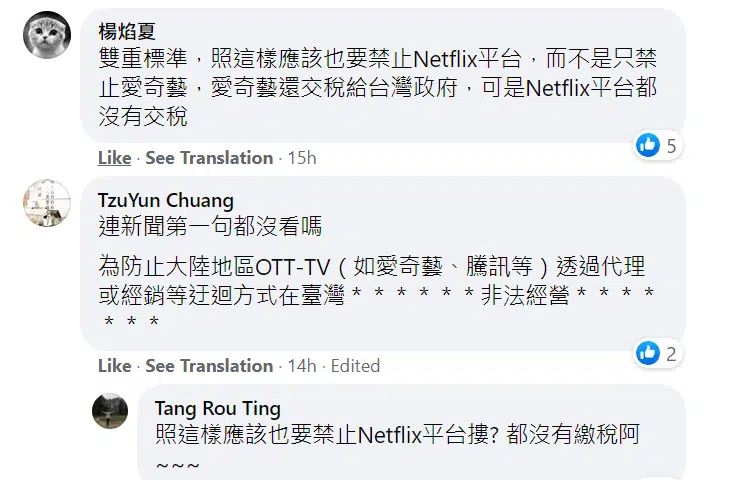 楊焰夏
雙重標準，照這樣應該也要禁止Netflix平台，而不是只禁
止愛奇藝，愛奇藝還交稅給台灣政府，可是Netflix平台都
沒有交稅
5
Like · See Translation · 15h
TzuYun Chuang
連新聞第一句都沒看嗎
為防止大陸地區OTT-TV（如愛奇藝、騰訊等）透過代理
或經銷等迂迴方式在臺灣＊＊＊＊＊＊非法經營＊＊＊＊
＊＊＊
2
Like · See Translation · 14h · Edited
Tang Rou Ting
照這樣應該也要禁止Netflix平台摟? 都沒有繳稅阿
~~~